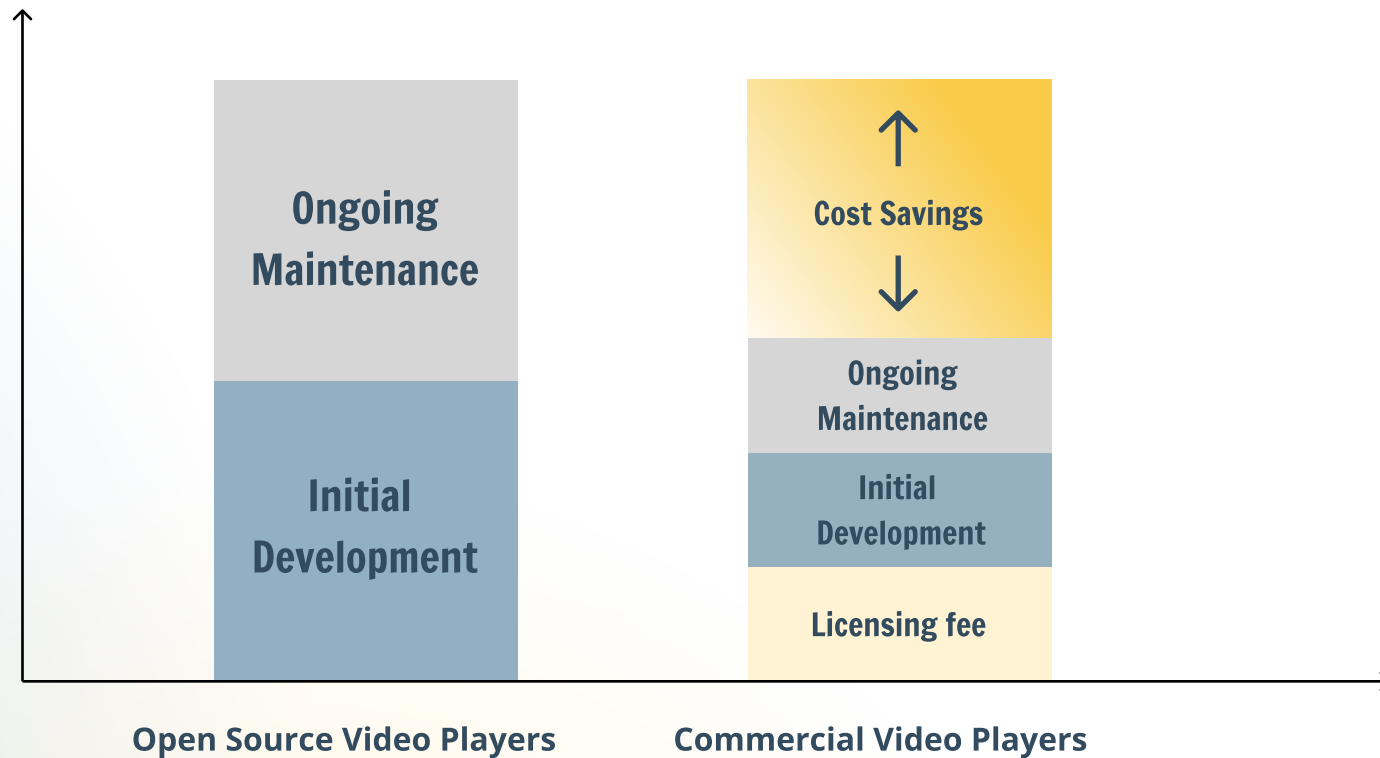 Ongoing
Maintenance
Initial
Development
Cost Savings
Ongoing
Maintenance
Initial
Development
Licensing fee
Open Source Video Players
Commercial Video Players